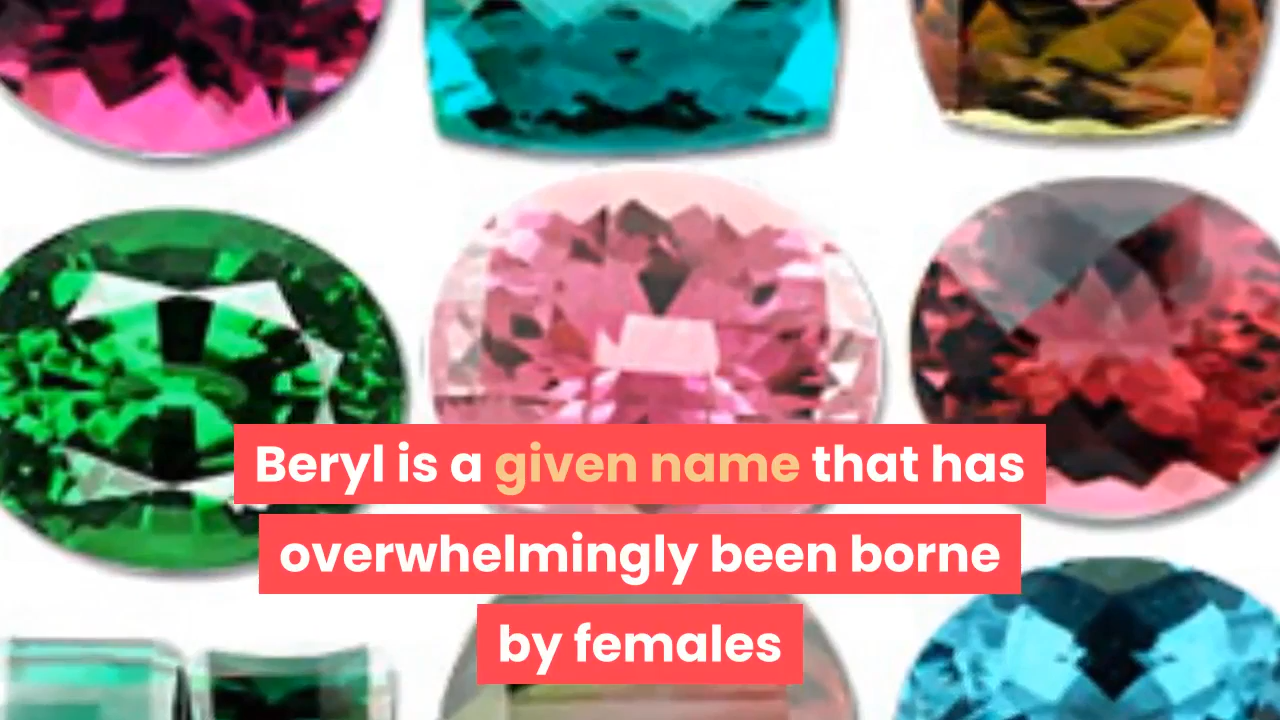 Beryl is a given name that has
overwhelmingly been borne
by females